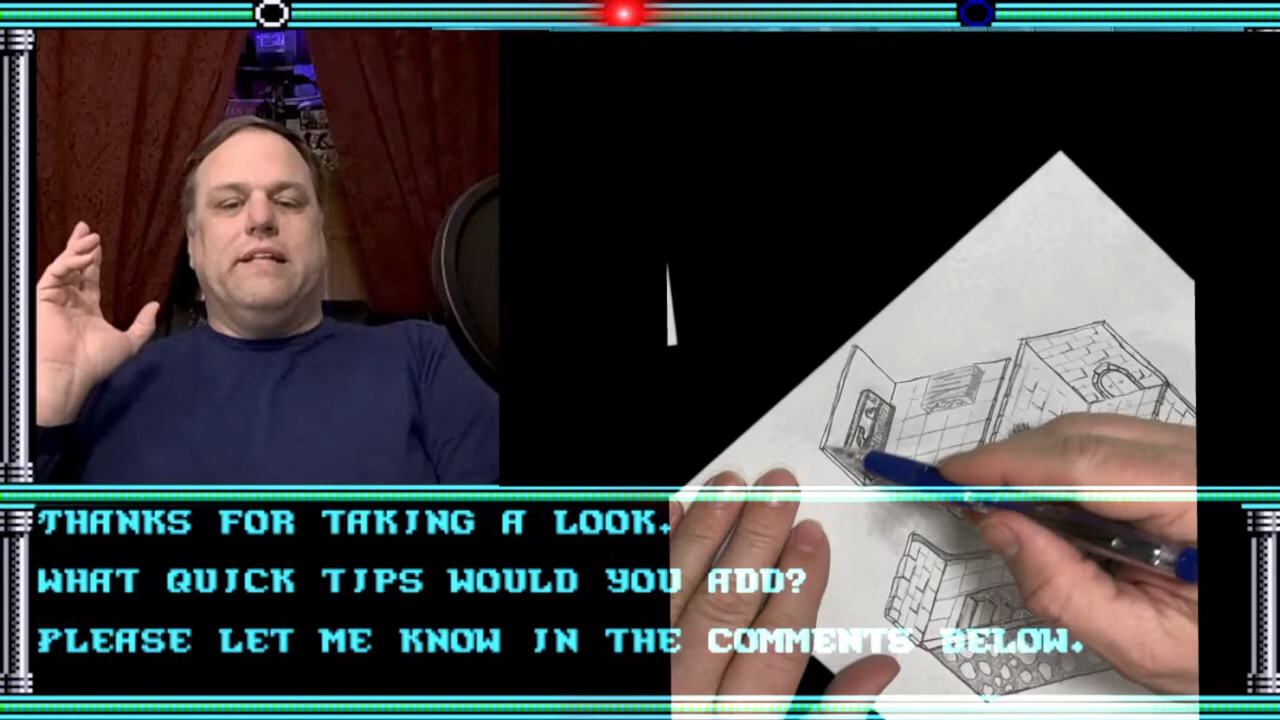 THANKS FOR TAKING A LOOK.
WHAT QUICK TIPS WOULD YOU ADD?
PLEASE LET ME KNOW IN THE COMMENTS BELOW.